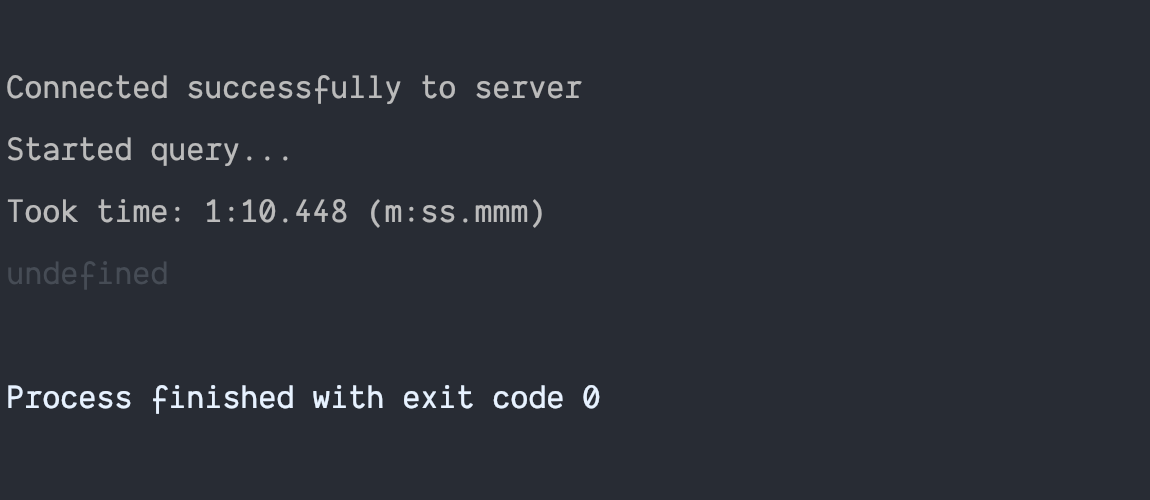 Connected successfully to server
Started query...
Took time: 1:10.448 (m:ss.mmm)
undefined
Process finished with exit code 0